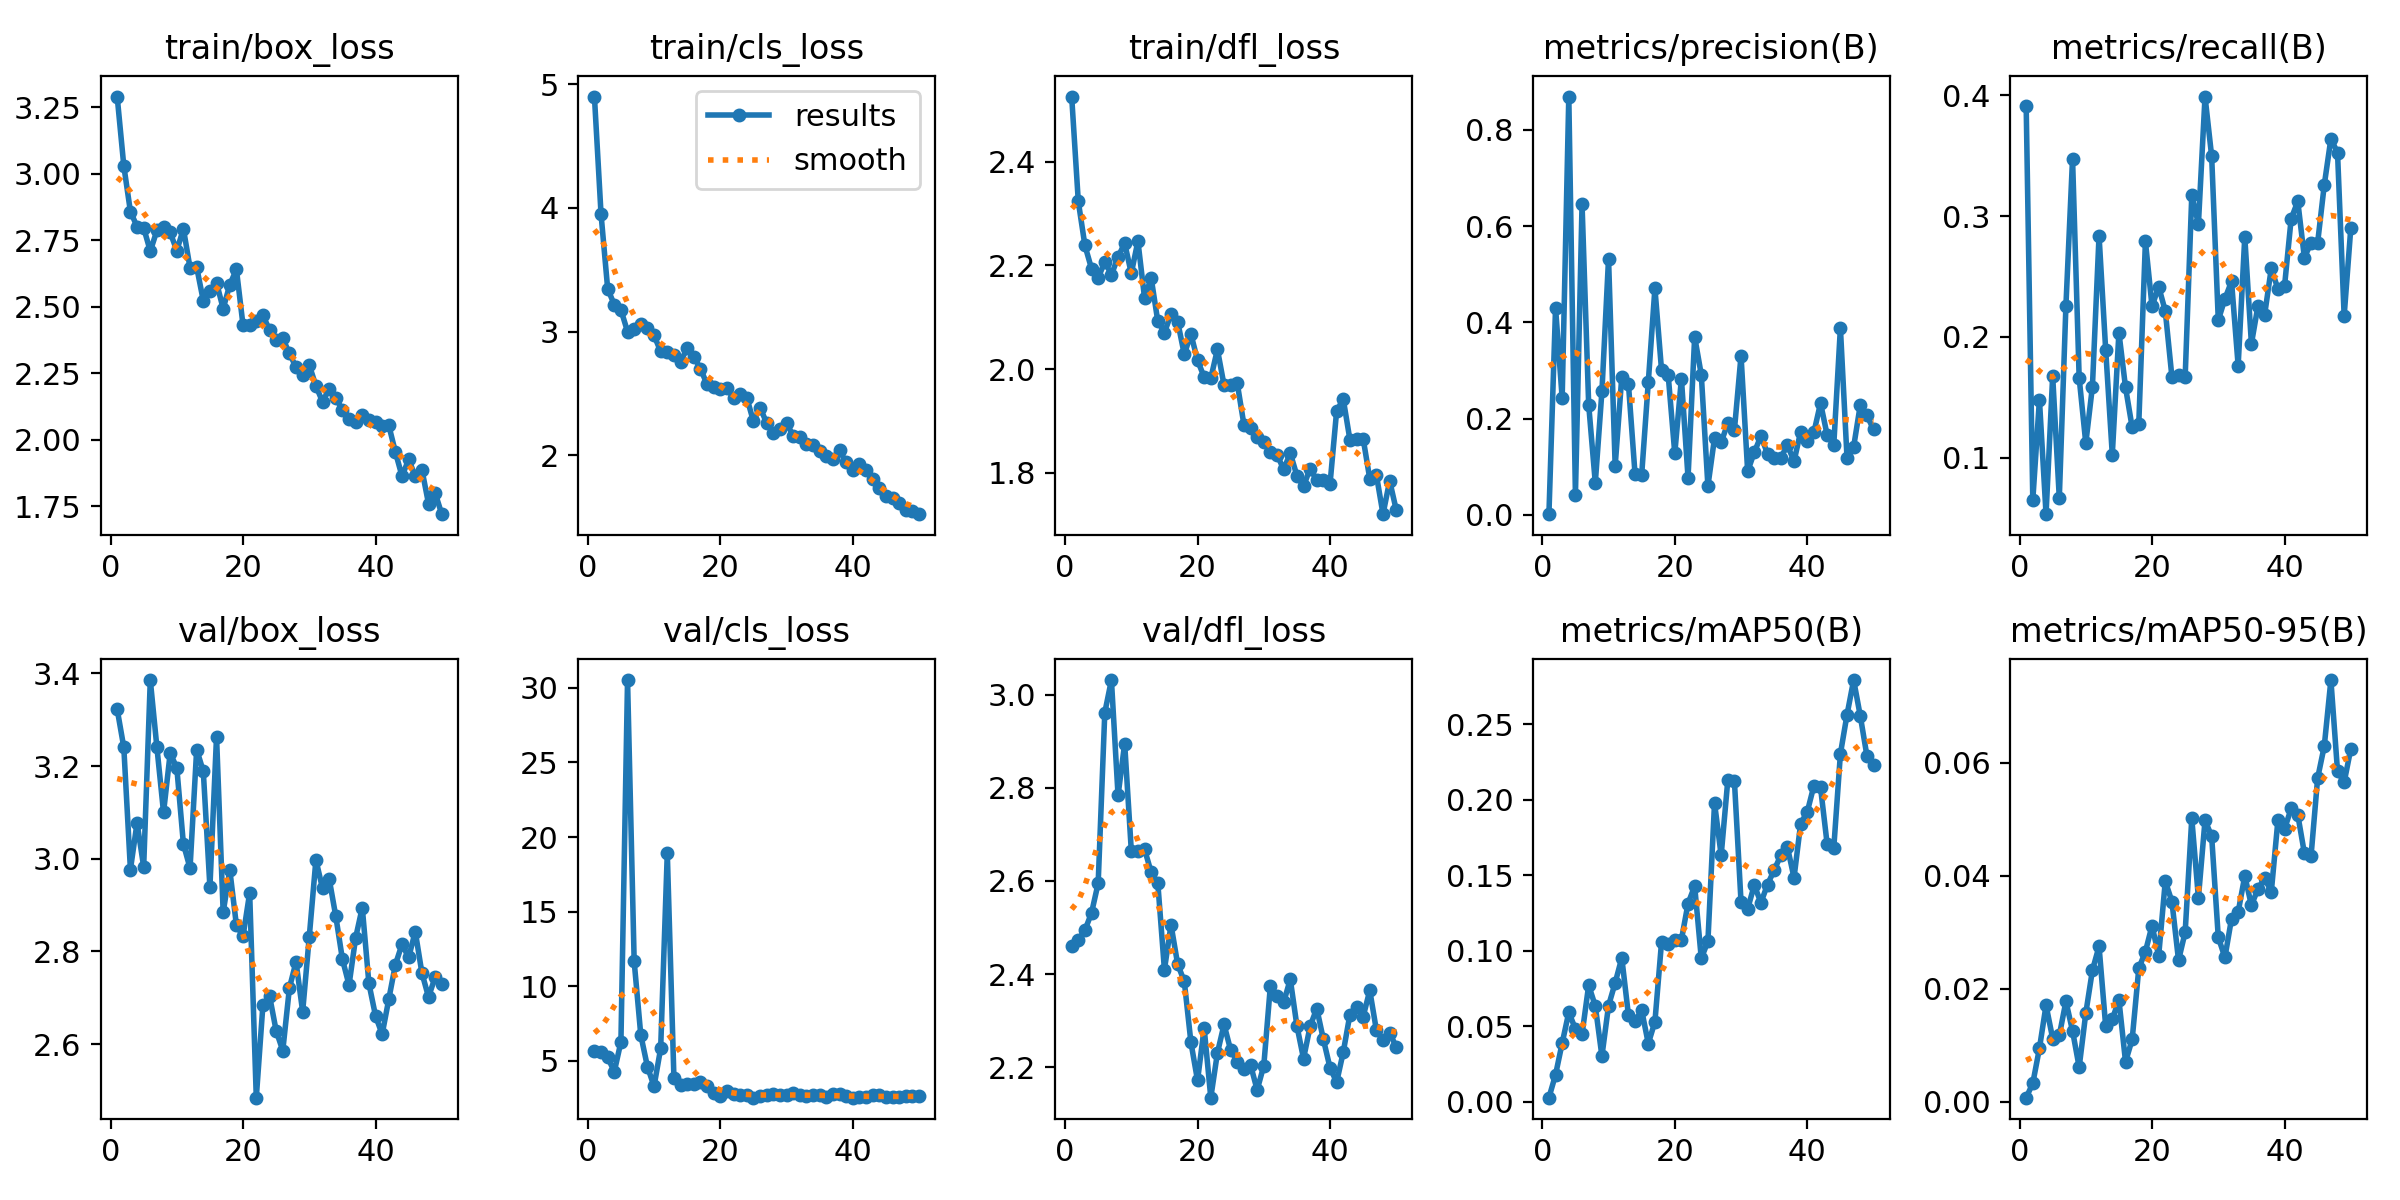 train/box_loss
3.25
3.00
2.75
2.50
2.25
2.00
1.75
0 20 40
train/cls_loss
results
smooth
5
4
3
2
0 20 40
train/dfl_loss
2.4
2.2
2.0
1.8
0 20 40
metrics/precision(B)
0.8
0.6
0.4
0.2
0.0
0 20 40
metrics/recall(B)
0.4
0.3
0.2
0.1
0 20 40
val/box_loss
3.4
3.2
3.0
2.8
2.6
0 20 40
val/cls_loss
30
25
20
15
10
5
0 20 40
val/dfl_loss
3.0
2.8
2.6
2.4
2.2
0 20 40
metrics/mAP50(B)
0.25
0.20
0.15
0.10
0.05
0.00
0 20 40
metrics/mAP50-95(B)
0.06
0.04
0.02
0.00
0 20 40